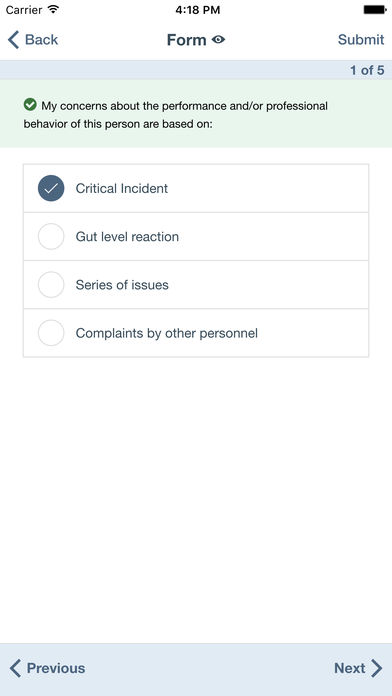 Carrier 4:18 PM
Back Form Submit
1 of 5
My concerns about the performance and/or professional
behavior of this person are based on:
Critical Incident
Gut level reaction
Series of issues
Complaints by other personnel
Previous Next